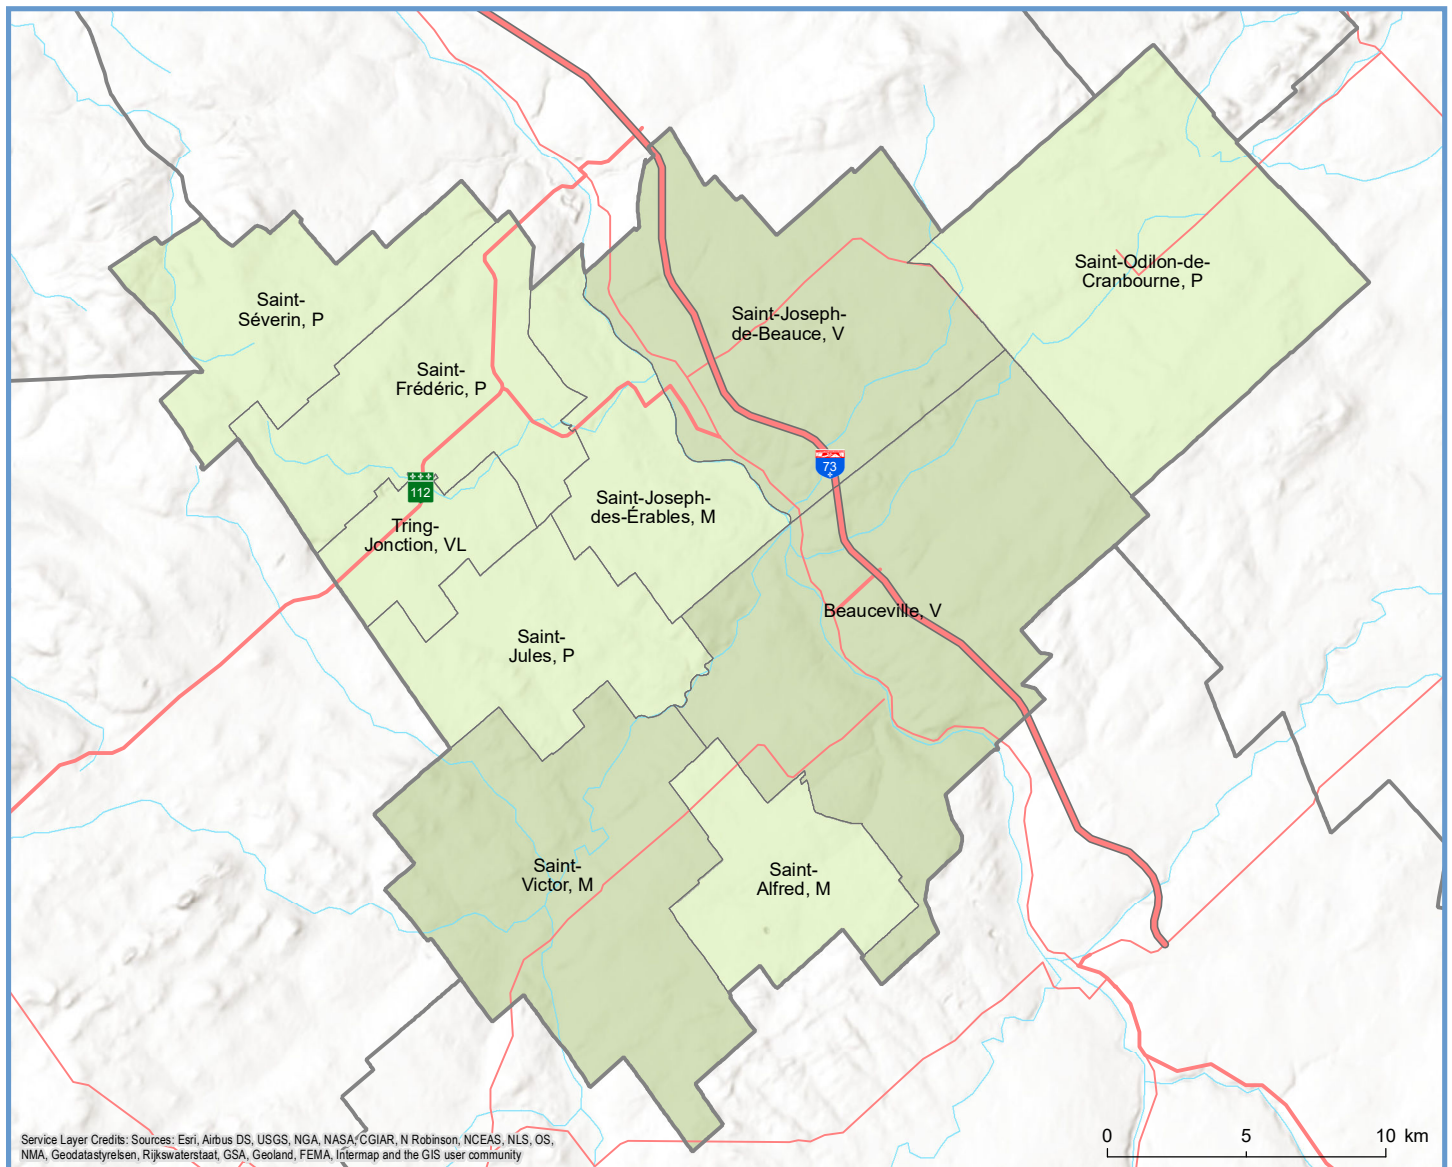 Saint-Odilon-de-
Cranbourne, P
Saint-
Séverin, P
Saint-Joseph-
de-Beauce, V
Saint-
Frédéric, P
73
112
Saint-Joseph-
des-Érables, M
Tring-
Jonction, VL
Beauceville, V
Saint-
Jules, P
Saint-
Victor, M
Saint-
Alfred, M
Service Layer Credits: Sources: Esri, Airbus DS, USGS, NGA, NASA, CGIAR, N Robinson, NCEAS, NLS, OS,
NMA, Geodatastyrelsen, Rijkswaterstaat, GSA, Geoland, FEMA, Intermap and the GIS user community
0 5 10 km